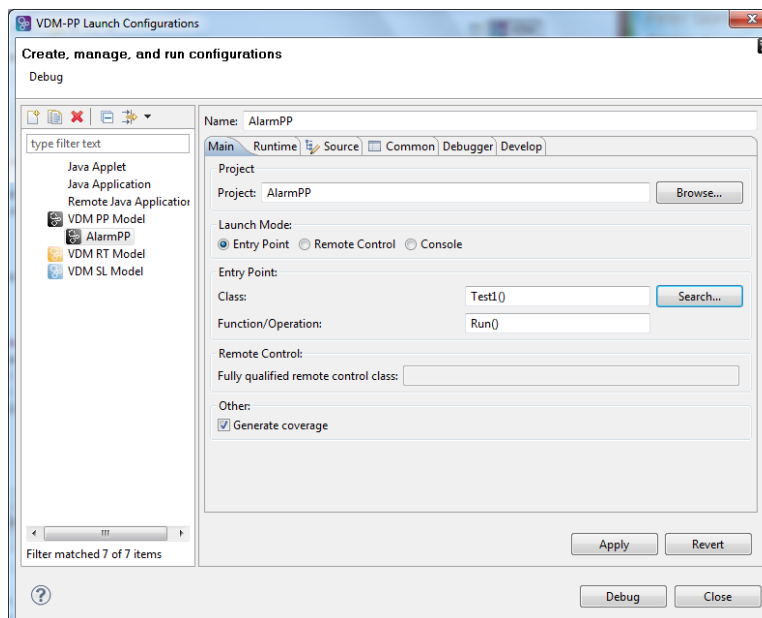 VDM-PP Launch Configurations
Create, manage, and run configurations
Debug
type filter text
Java Applet
Java Application
Remote Java Application
VDM PP Model
AlarmPP
VDM RT Model
VDM SL Model
Filter matched 7 of 7 items
Name: AlarmPP
Main Runtime Source Common Debugger Develop
Project
Project: AlarmPP Browse...
Launch Mode:
Entry Point Remote Control Console
Entry Point:
Class: Test1() Search...
Function/Operation: Run()
Remote Control:
Fully qualified remote control class:
Other:
Generate coverage
Apply Revert
Debug Close